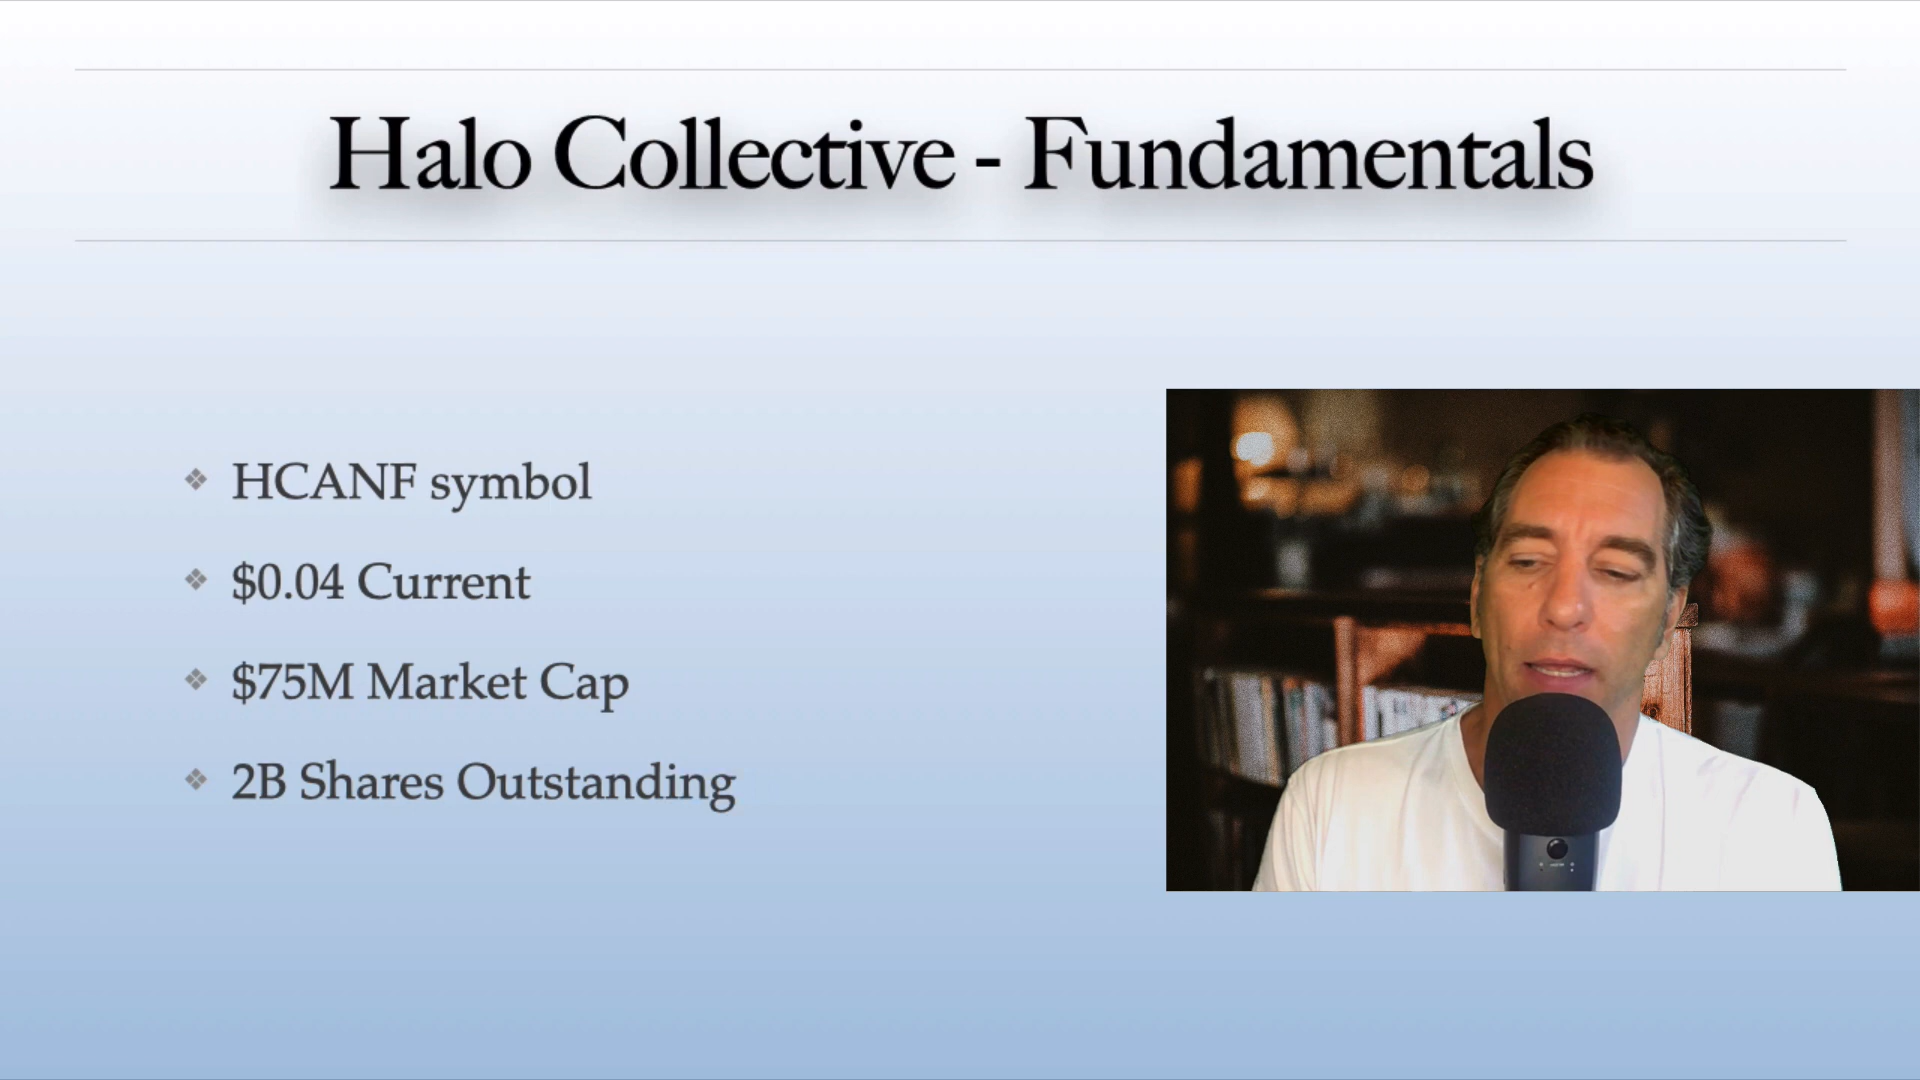 Halo Collective - Fundamentals
HCANF symbol
$0.04 Current
$75M Market Cap
2B Shares Outstanding